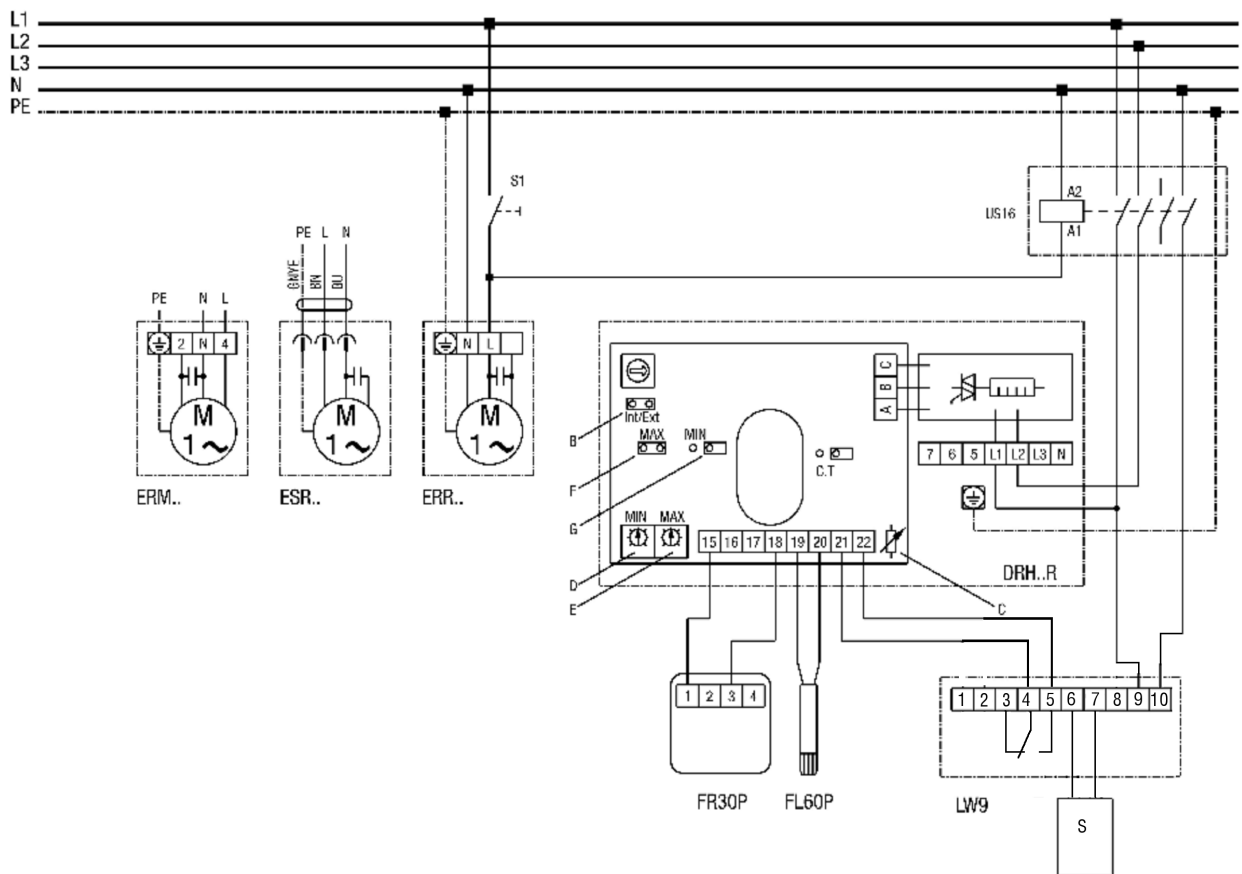 L1
L2
L3
N
PE
S1
US16
A2
A1
PE L N
GNYE
BN
BU
PE N L
2 N 4
N L
M
1
M
1
M
1
ERM..
ESR..
ERR..
Int/Ext
MAX MIN
C.T
C
B
A
7 6 5 L1 L2 L3 N
MIN MAX
15 16 17 18 19 20 21 22
DRH..R
B
F
G
D
E
C
1 2 3 4
FR30P
FL60P
1 2 3 4 5 6 7 8 9 10
LW9
S